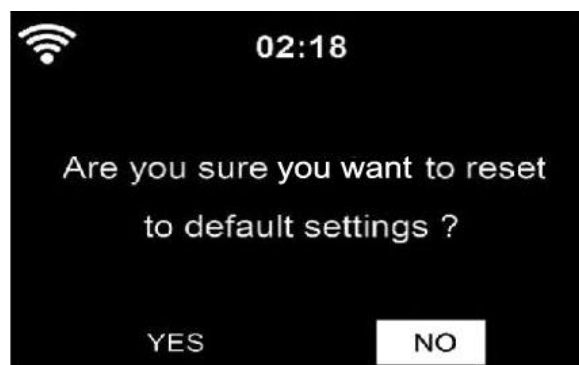 02:18
Are you sure you want to reset
to default settings ?
YES NO